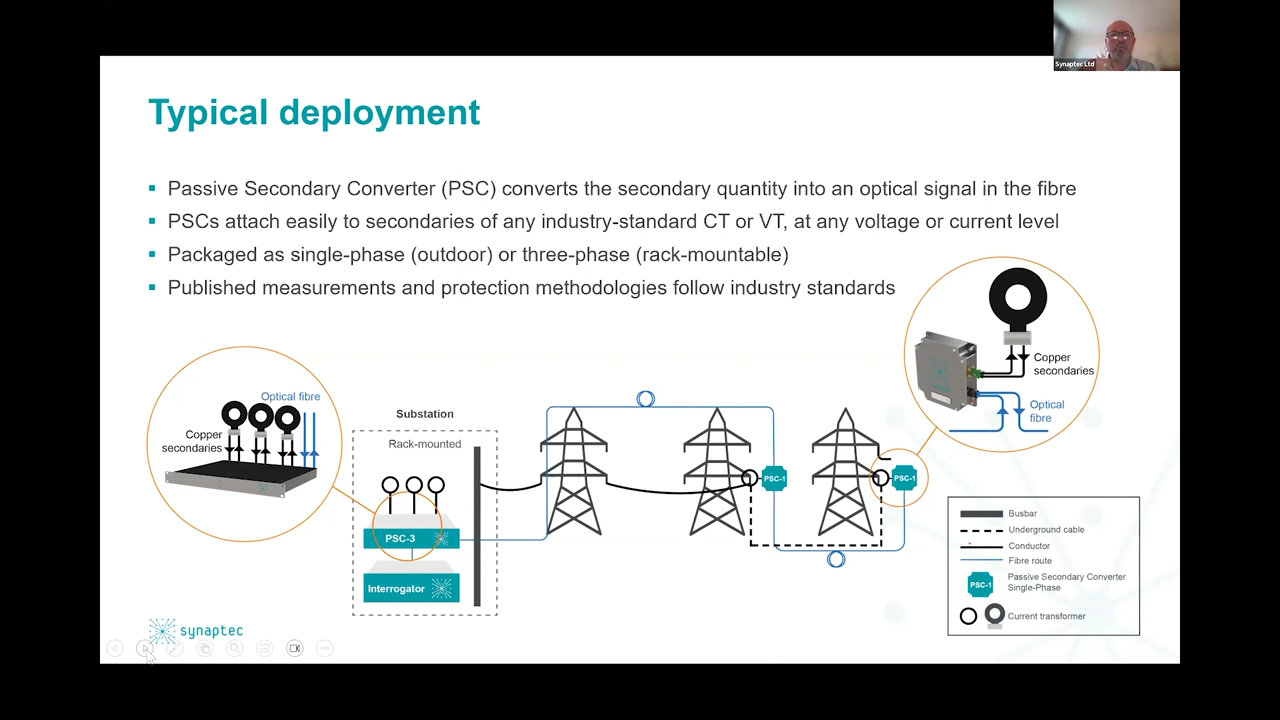 Synaptec Ltd
Typical deployment
Passive Secondary Converter (PSC) converts the secondary quantity into an optical signal in the fibre
PSCs attach easily to secondaries of any industry-standard CT or VT, at any voltage or current level
Packaged as single-phase (outdoor) or three-phase (rack-mountable)
Published measurements and protection methodologies follow industry standards
Optical fibre
Copper
secondaries
Substation
Rack-mounted
PSC-3
Interrogator
PSC-1
PSC-1
Copper
secondaries
Optical
fibre
Busbar
Underground cable
Conductor
Fibre route
PSC-1
Passive Secondary Converter
Single-Phase
Current transformer
synaptec